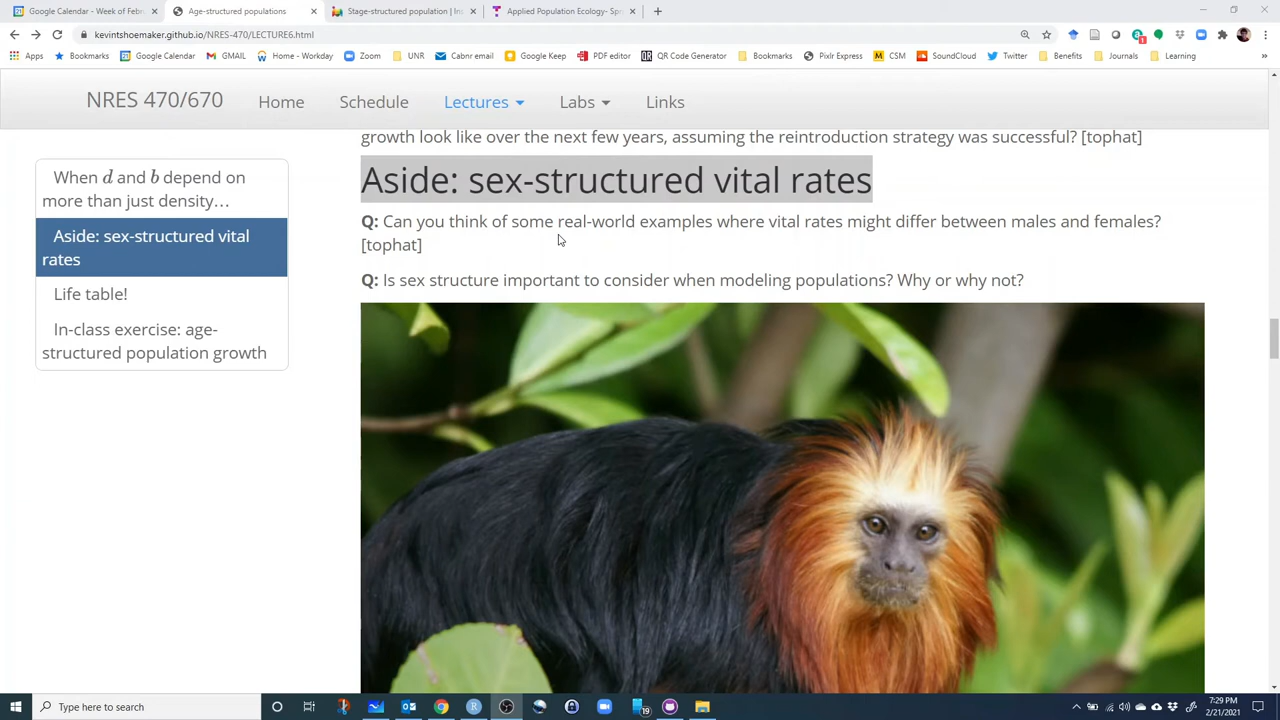 Google Calendar - Week of Febru
Age-structured populations
Stage-structured population | Ins
Applied Population Ecology- Spri
kevintshoemaker.github.io/NRES-470/LECTURE6.html
Apps
Bookmarks
Google Calendar
GMAIL
Home - Workday
Zoom
UNR
Cabnr email
Google Keep
PDF editor
QR Code Generator
Bookmarks
Pixlr Express
CSM
SoundCloud
Twitter
Benefits
Journals
Learning
NRES 470/670
Home
Schedule
Lectures
Labs
Links
growth look like over the next few years, assuming the reintroduction strategy was successful? [tophat]
When d and b depend on
more than just density…
Aside: sex-structured vital
rates
Life table!
In-class exercise: age-
structured population growth
Aside: sex-structured vital rates
Q: Can you think of some real-world examples where vital rates might differ between males and females?
[tophat]
Q: Is sex structure important to consider when modeling populations? Why or why not?
Type here to search
19
7:29 PM
2/21/2021